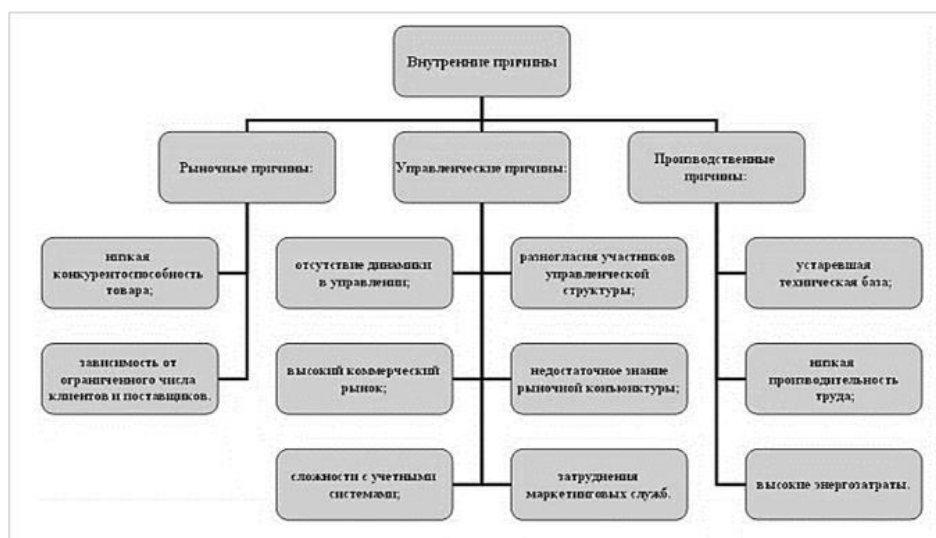 Внутренние причины
Рыночные причины:
Управленческие причины:
Производственные
причины:
низкая
конкурентоспособность
товара;
отсутствие динамики
в управлении;
разногласия участников
управленческой
структуры;
устаревшая
техническая база;
зависимость от
ограниченного числа
клиентов и поставщиков.
высокий коммерческий
рынок;
недостаточное знание
рыночной конъюнктуры;
низкая
производительность
труда;
сложности с учетными
системами;
затруднения
маркетинговых служб.
высокие энергозатраты.